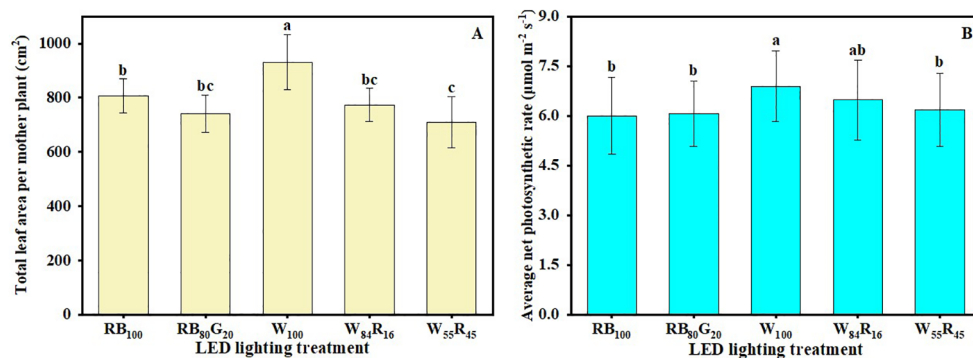 A
Total leaf area per mother plant (cm²)
1000
800
600
400
200
0
b
bc
a
bc
c
RB₁₀₀
RB₈₀G₂₀
W₁₀₀
W₈₄R₁₆
W₅₅R₄₅
LED lighting treatment
B
Average net photosynthetic rate (μmol m⁻² s⁻¹)
9.0
7.5
6.0
4.5
3.0
1.5
0.0
b
b
a
ab
b
RB₁₀₀
RB₈₀G₂₀
W₁₀₀
W₈₄R₁₆
W₅₅R₄₅
LED lighting treatment